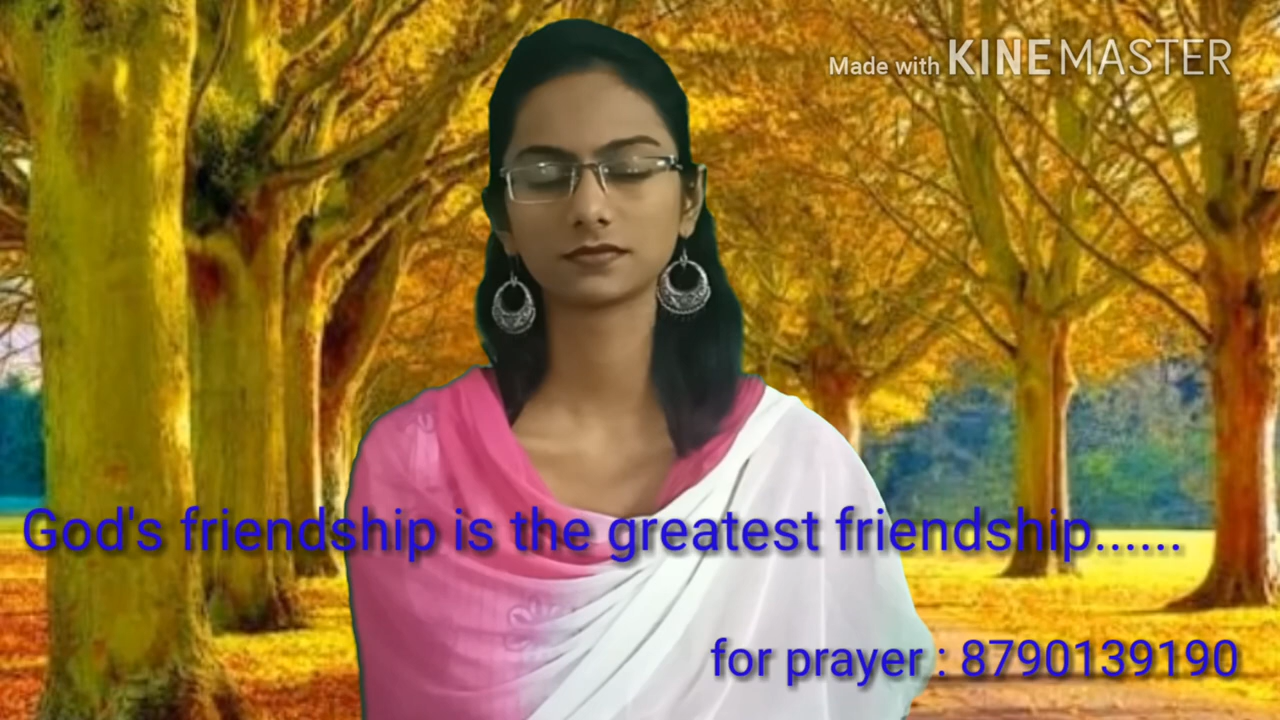 Made with KINEMASTER
God's friendship is the greatest friendship......
for prayer : 8790139190